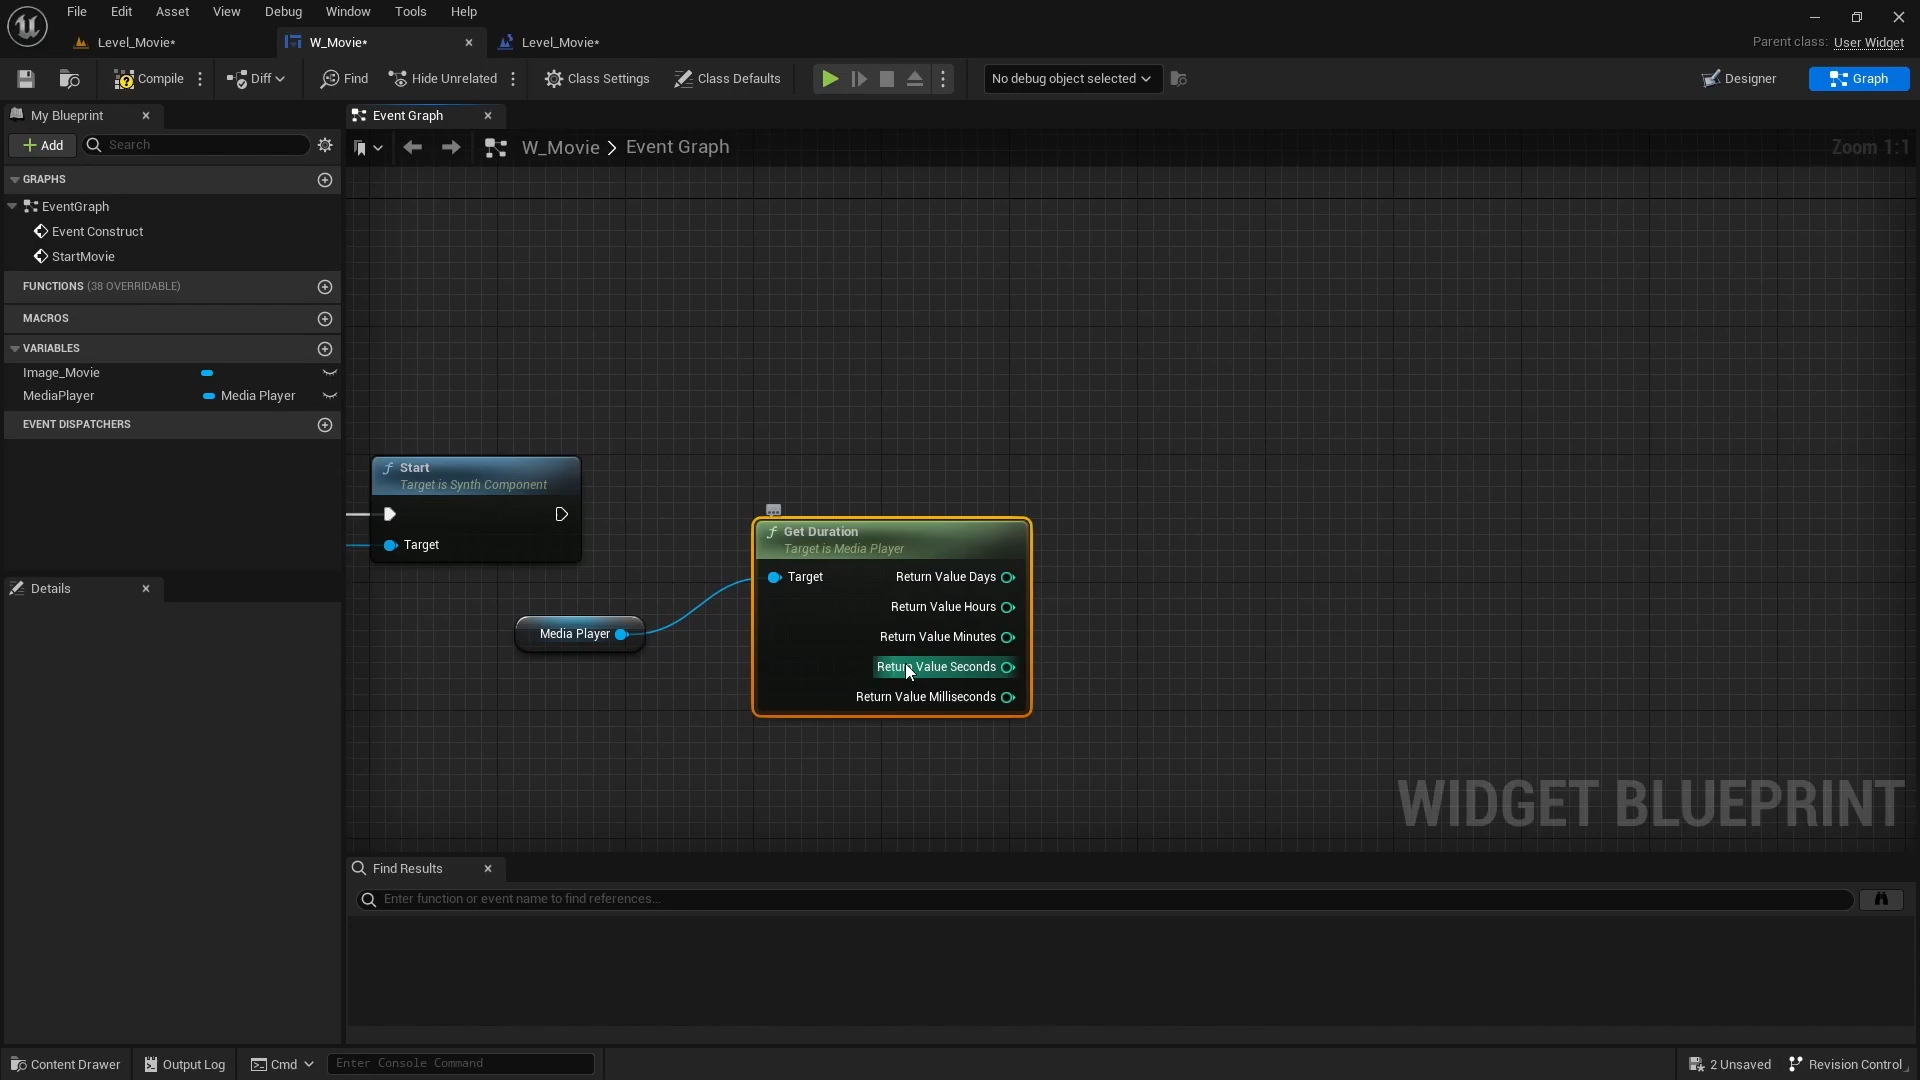 File Edit Asset View Debug Window Tools Help
Level_Movie*
W_Movie*
Level_Movie*
Parent class: User Widget
Compile
Diff
Find
Hide Unrelated
Class Settings
Class Defaults
No debug object selected
Designer
Graph
My Blueprint
Add
Search
GRAPHS
EventGraph
Event Construct
StartMovie
FUNCTIONS (38 OVERRIDABLE)
MACROS
VARIABLES
Image_Movie
MediaPlayer Media Player
EVENT DISPATCHERS
Details
Event Graph
W_Movie > Event Graph
Zoom 1:1
f Start
Target is Synth Component
Target
Media Player
f Get Duration
Target is Media Player
Target
Return Value Days
Return Value Hours
Return Value Minutes
Return Value Seconds
Return Value Milliseconds
WIDGET BLUEPRINT
Find Results
Enter function or event name to find references...
Content Drawer
Output Log
Cmd
Enter Console Command
2 Unsaved
Revision Control